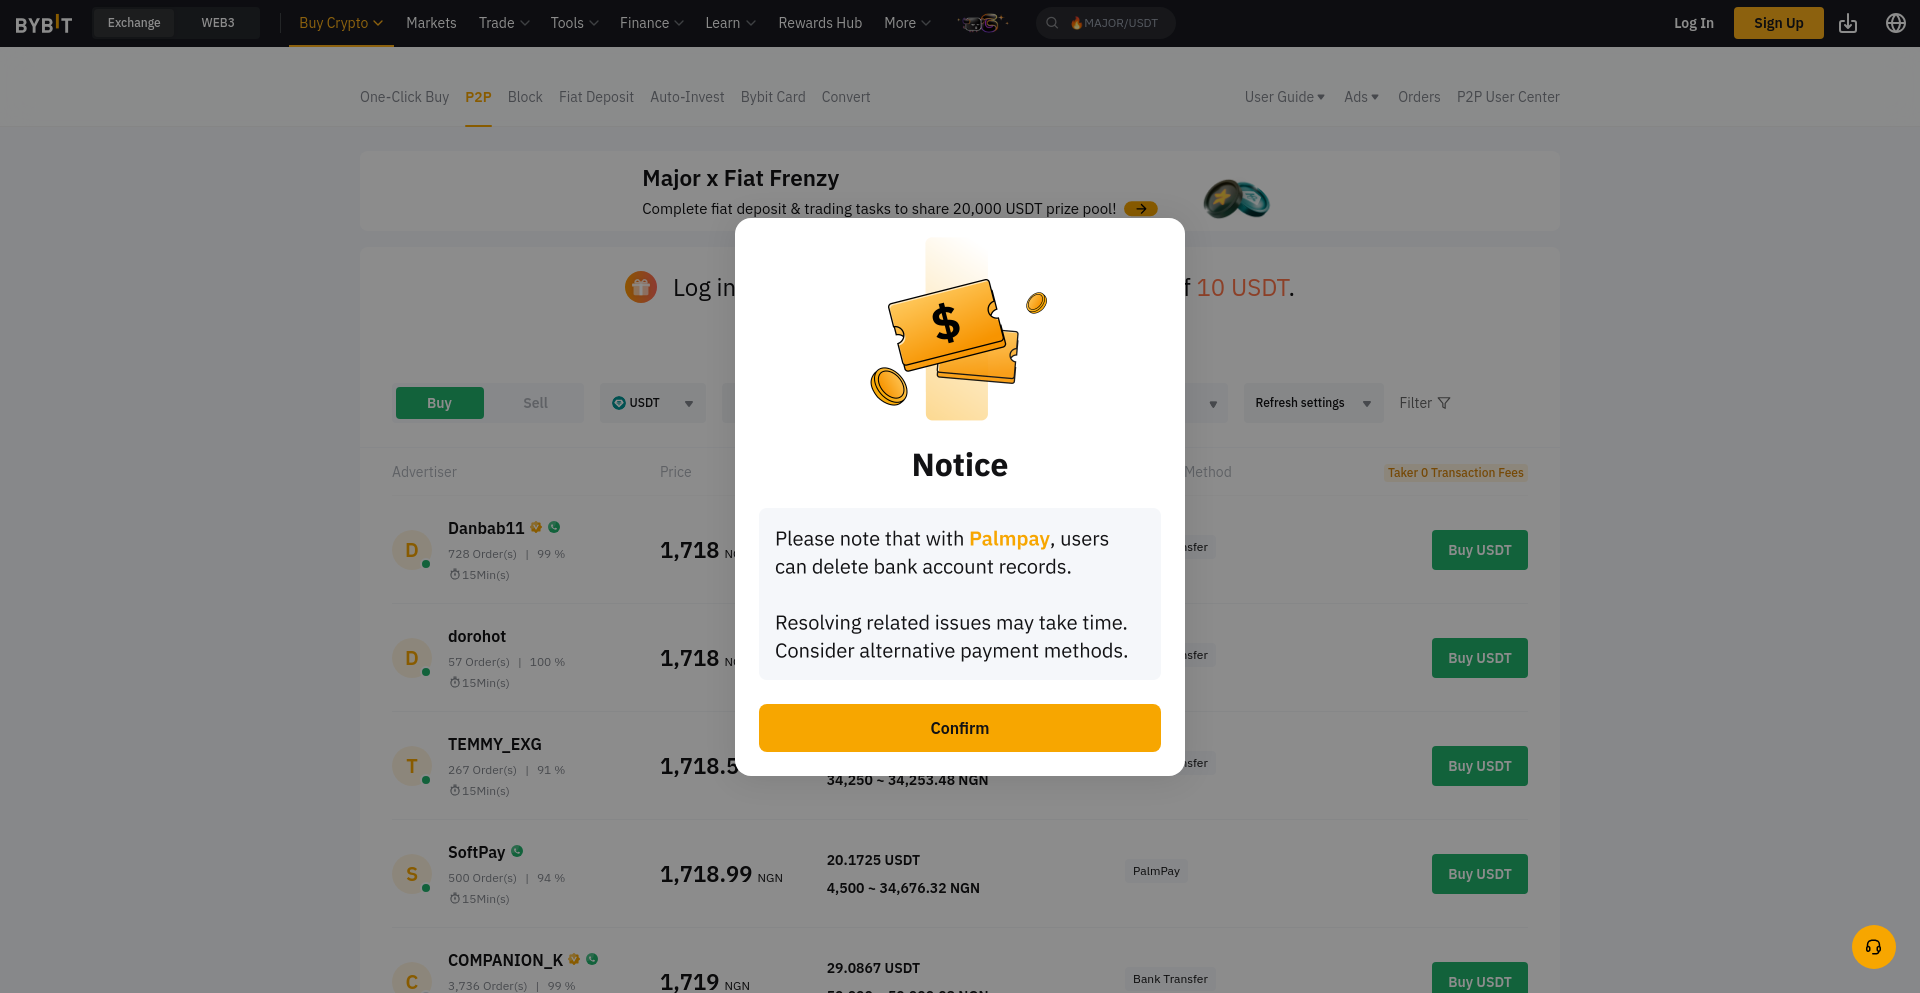 BYBIT Exchange WEB3 Buy Crypto Markets Trade Tools Finance Learn Rewards Hub More MAJOR/USDT Log In Sign Up
One-Click Buy P2P Block Fiat Deposit Auto-Invest Bybit Card Convert User Guide Ads Orders P2P User Center
Major x Fiat Frenzy
Complete fiat deposit & trading tasks to share 20,000 USDT prize pool!
Log in 10 USDT.
$
Buy Sell USDT Refresh settings Filter
Advertiser Price Method Taker 0 Transaction Fees
Notice
Please note that with Palmpay, users
can delete bank account records.
Resolving related issues may take time.
Consider alternative payment methods.
Confirm
D Danbab11
728 Order(s) | 99 %
15Min(s)
1,718
Buy USDT
D dorohot
57 Order(s) | 100 %
15Min(s)
1,718
Buy USDT
T TEMMY_EXG
267 Order(s) | 91 %
15Min(s)
1,718.5
34,250 ~ 34,253.48 NGN
Buy USDT
S SoftPay
500 Order(s) | 94 %
15Min(s)
1,718.99 NGN
20.1725 USDT
4,500 ~ 34,676.32 NGN
PalmPay
Buy USDT
C COMPANION_K
3,736 Order(s) | 99 %
1,719 NGN
29.0867 USDT
Bank Transfer
Buy USDT